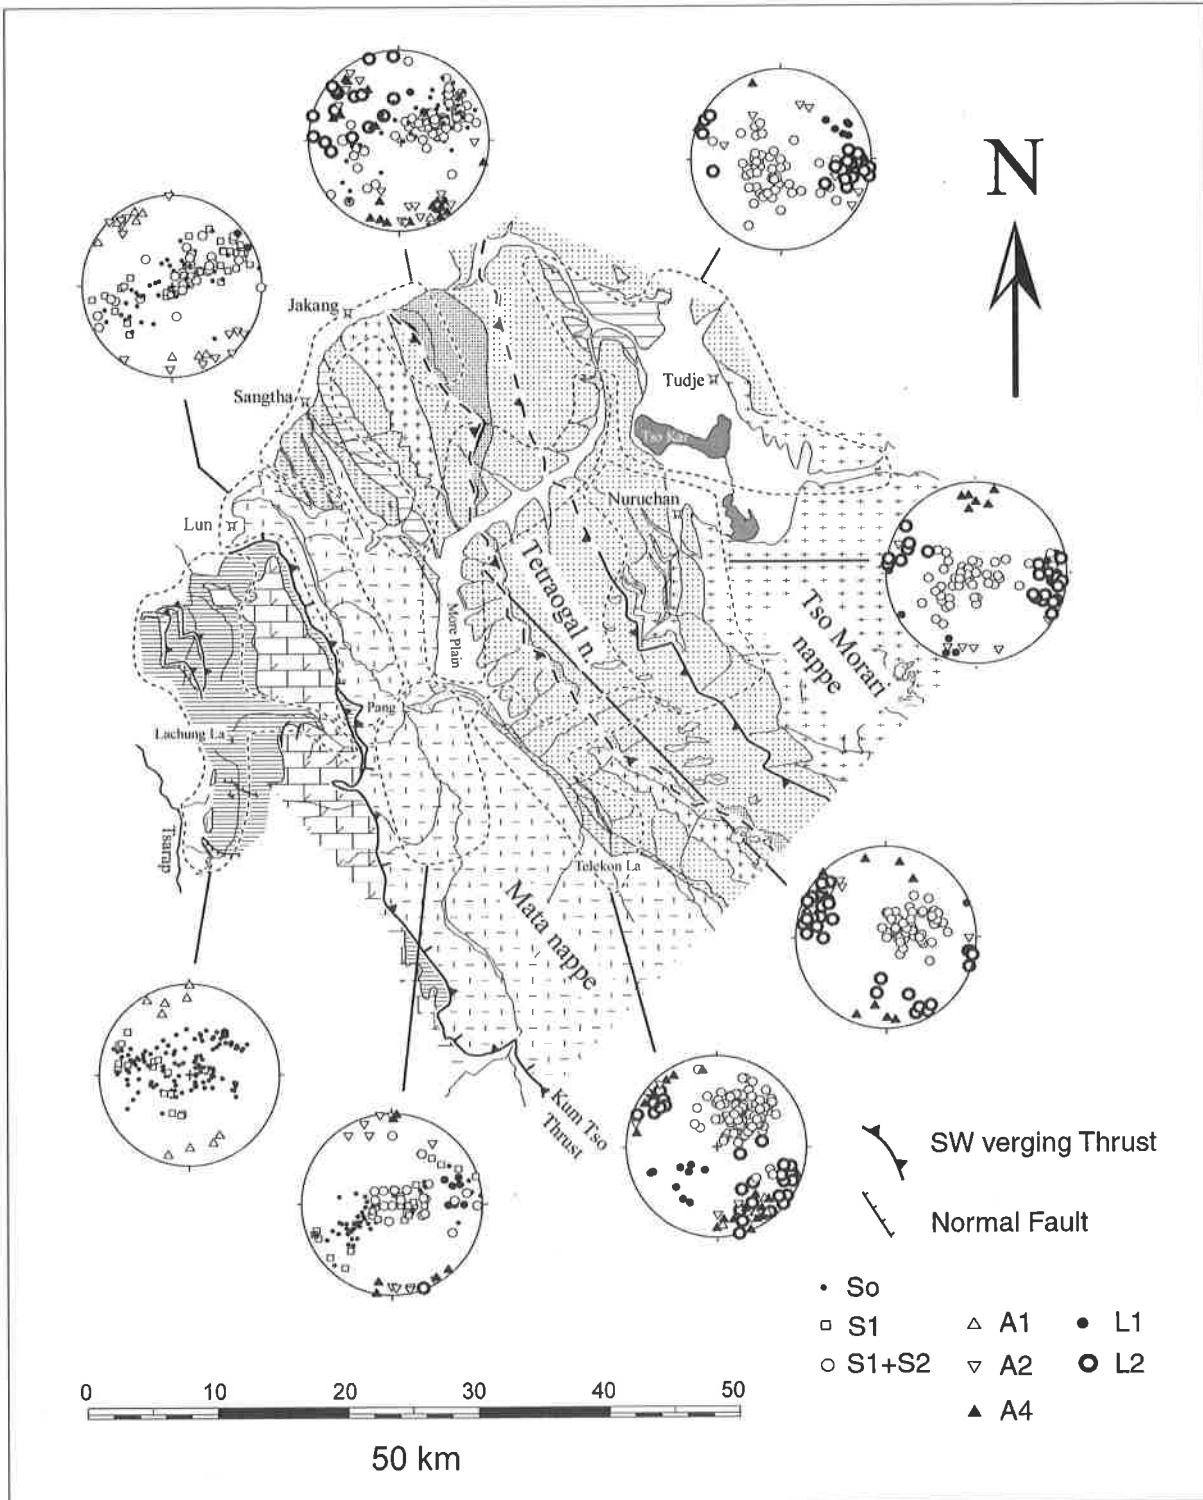 N
Jakang
Tudje
Sangtha
Tso Kar
Nuruchan
Lun
Tetraogal n.
More Plain
Tso Morari
nappe
Pang
Lachung La
Tsarap
Telekon La
Mata nappe
Kum Tso
Thrust
SW verging Thrust
Normal Fault
So
S1 A1 L1
S1+S2 A2 L2
A4
0 10 20 30 40 50
50 km